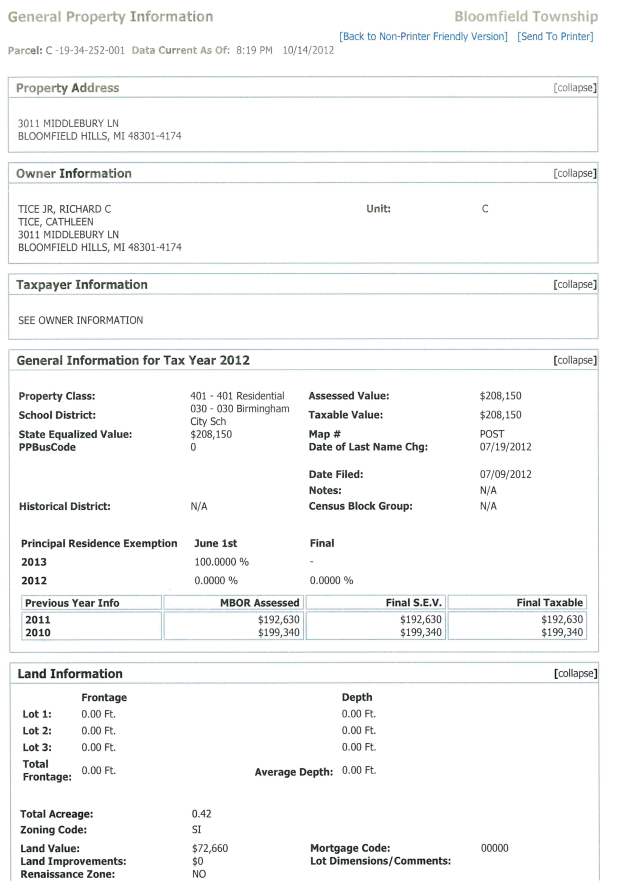 General Property Information Bloomfield Township
[Back to Non-Printer Friendly Version] [Send To Printer]
Parcel: C -19-34-252-001 Data Current As Of: 8:19 PM 10/14/2012
Property Address [collapse]
3011 MIDDLEBURY LN
BLOOMFIELD HILLS, MI 48301-4174
Owner Information [collapse]
TICE JR, RICHARD C Unit: C
TICE, CATHLEEN
3011 MIDDLEBURY LN
BLOOMFIELD HILLS, MI 48301-4174
Taxpayer Information [collapse]
SEE OWNER INFORMATION
General Information for Tax Year 2012 [collapse]
Property Class: 401 - 401 Residential Assessed Value: $208,150
School District: 030 - 030 Birmingham City Sch Taxable Value: $208,150
State Equalized Value: $208,150 Map # POST
PPBusCode 0 Date of Last Name Chg: 07/19/2012
Date Filed: 07/09/2012
Notes: N/A
Historical District: N/A Census Block Group: N/A
Principal Residence Exemption June 1st Final
2013 100.0000 % -
2012 0.0000 % 0.0000 %
Previous Year Info MBOR Assessed Final S.E.V. Final Taxable
2011 $192,630 $192,630 $192,630
2010 $199,340 $199,340 $199,340
Land Information [collapse]
Frontage Depth
Lot 1: 0.00 Ft. 0.00 Ft.
Lot 2: 0.00 Ft. 0.00 Ft.
Lot 3: 0.00 Ft. 0.00 Ft.
Total Frontage: 0.00 Ft. Average Depth: 0.00 Ft.
Total Acreage: 0.42
Zoning Code: SI
Land Value: $72,660 Mortgage Code: 00000
Land Improvements: $0 Lot Dimensions/Comments:
Renaissance Zone: NO